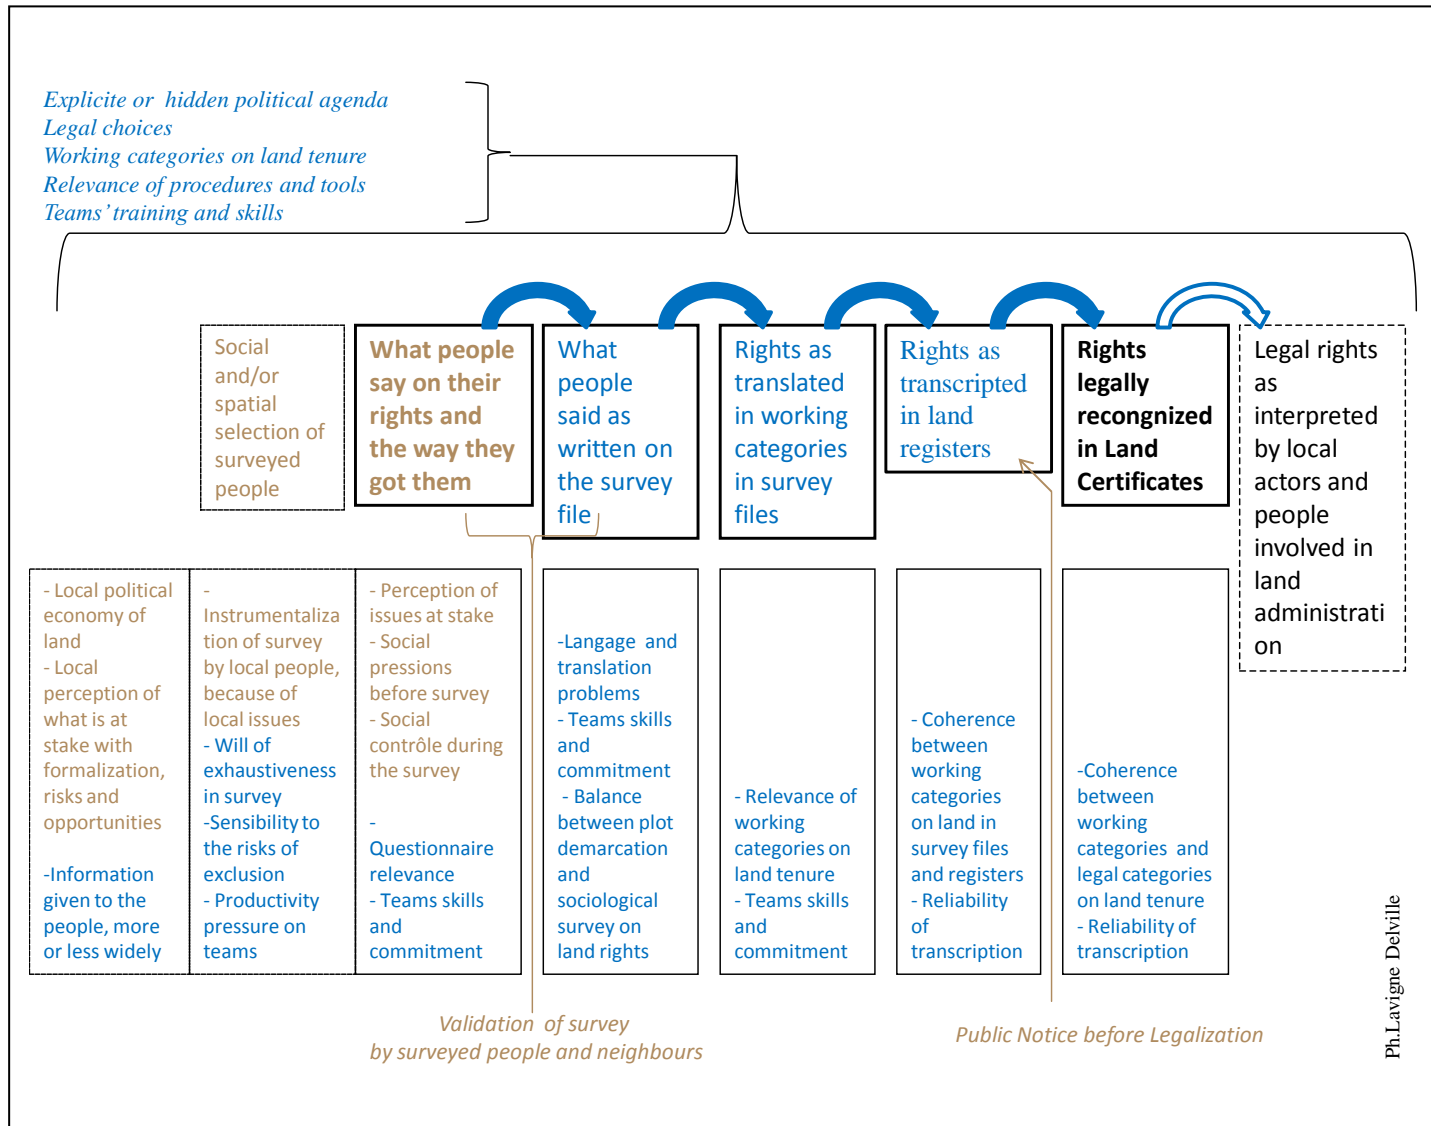 Explicite or hidden political agenda
Legal choices
Working categories on land tenure
Relevance of procedures and tools
Teams' training and skills
Social
and/or
spatial
selection of
surveyed
people
What people
say on their
rights and
the way they
got them
What
people
said as
written on
the survey
file
Rights as
translated
in working
categories
in survey
files
Rights as
transcripted
in land
registers
Rights
legally
recongnized
in Land
Certificates
Legal rights
as
interpreted
by local
actors and
people
involved in
land
administrati
on
- Local political
economy of
land
- Local
perception of
what is at
stake with
formalization,
risks and
opportunities
-Information
given to the
people, more
or less widely
-
Instrumentaliza
tion of survey
by local people,
because of
local issues
- Will of
exhaustiveness
in survey
-Sensibility to
the risks of
exclusion
- Productivity
pressure on
teams
- Perception of
issues at stake
- Social
pressions
before survey
- Social
contrôle during
the survey
-
Questionnaire
relevance
- Teams skills
and
commitment
-Langage and
translation
problems
- Teams skills
and
commitment
- Balance
between plot
demarcation
and
sociological
survey on
land rights
- Relevance of
working
categories on
land tenure
- Teams skills
and
commitment
- Coherence
between
working
categories
on land in
survey files
and registers
- Reliability
of
transcription
-Coherence
between
working
categories and
legal categories
on land tenure
- Reliability of
transcription
Validation of survey
by surveyed people and neighbours
Public Notice before Legalization
Ph.Lavigne Delville